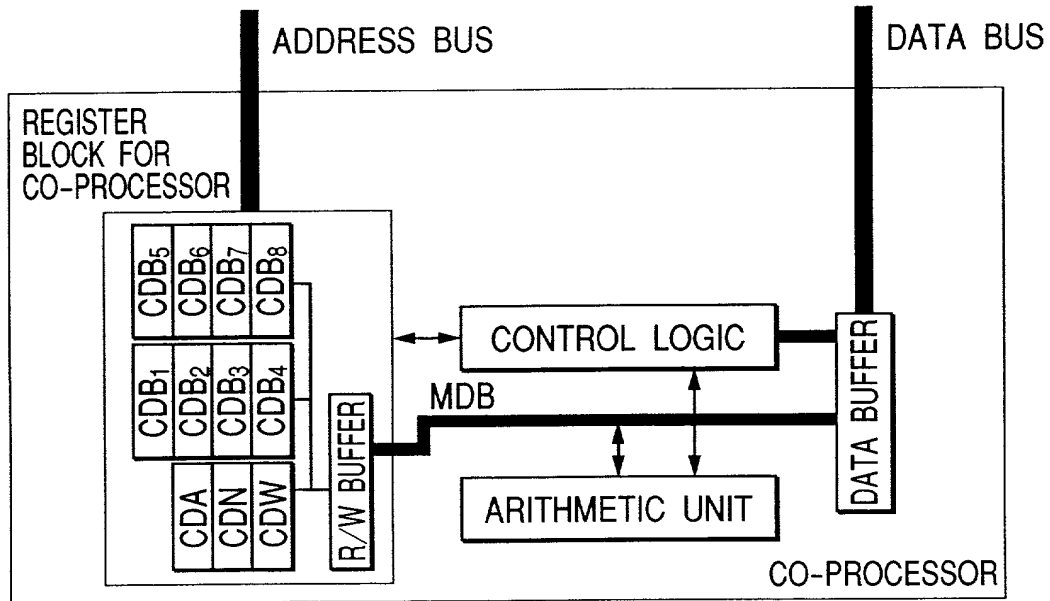 ADDRESS BUS
DATA BUS
REGISTER
BLOCK FOR
CO-PROCESSOR
CDB5 CDB6 CDB7 CDB8
CDB1 CDB2 CDB3 CDB4
CDA CDN CDW
R/W BUFFER
MDB
CONTROL LOGIC
ARITHMETIC UNIT
DATA BUFFER
CO-PROCESSOR